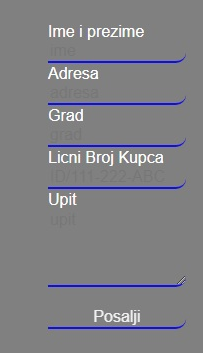 Ime i prezime
ime
Adresa
adresa
Grad
grad
Licni Broj Kupca
ID/111-222-ABC
Upit
upit
Posalji